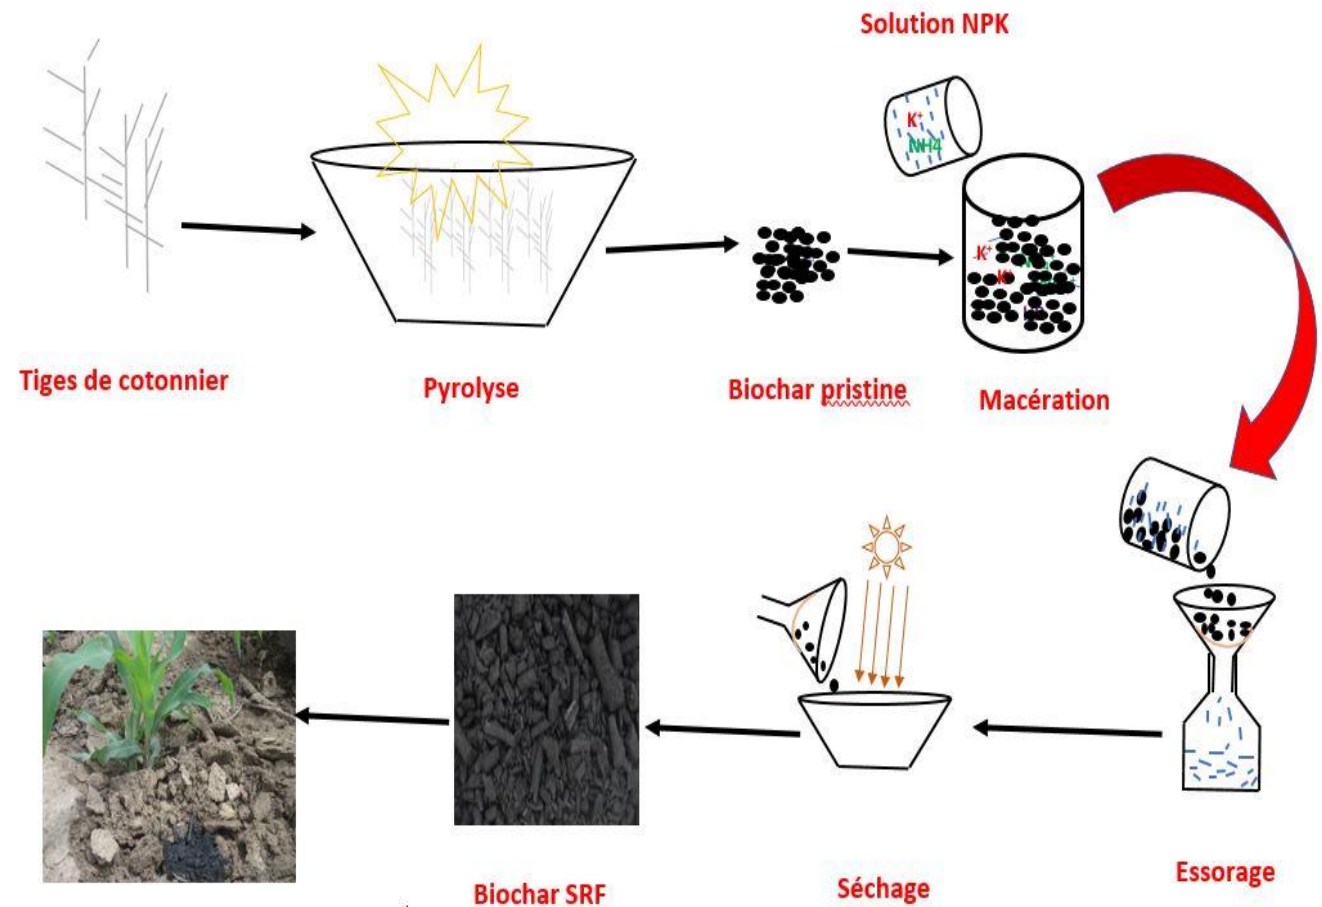 Solution NPK
K+
NH4
K+
K+
Tiges de cotonnier
Pyrolyse
Biochar pristine
Macération
Essorage
Séchage
Biochar SRF